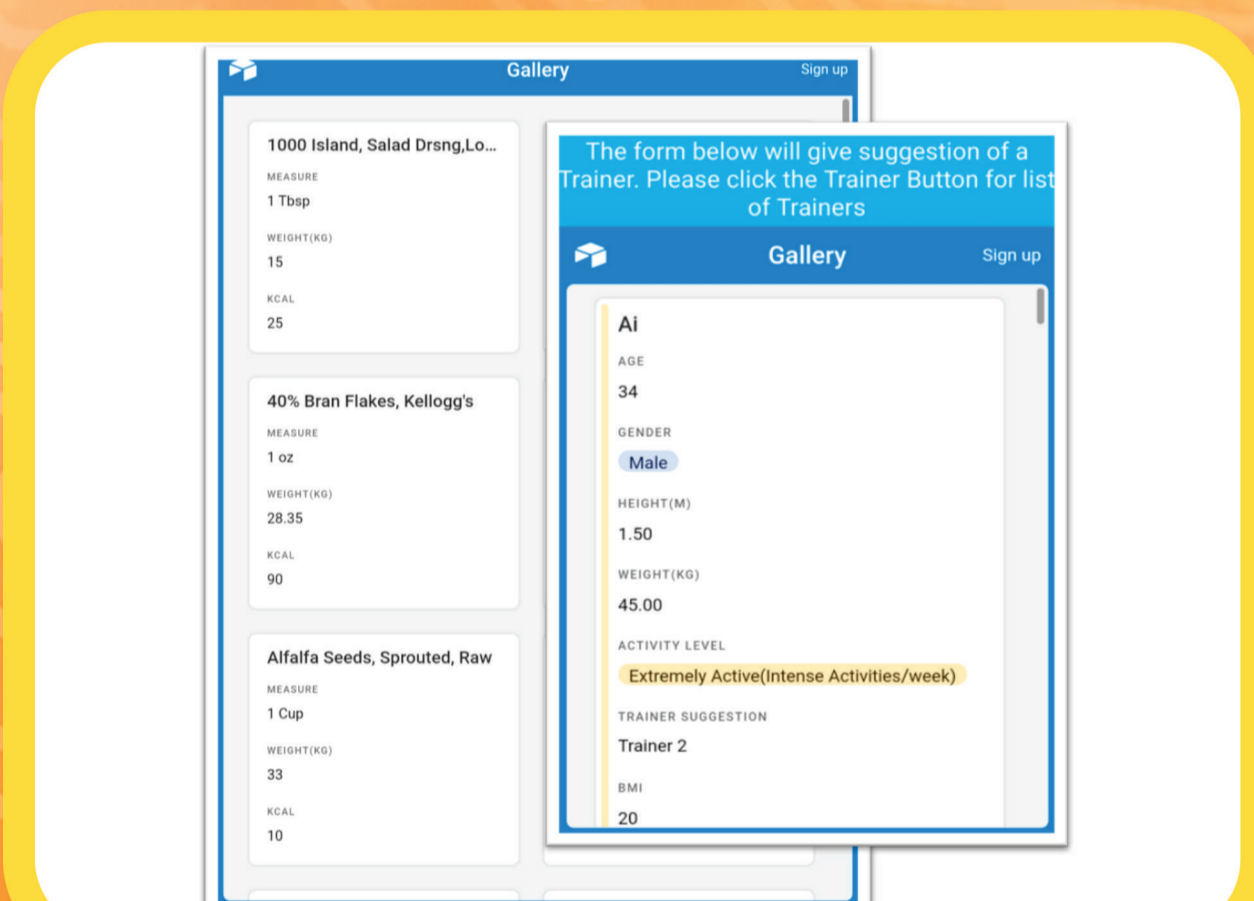 Gallery
Sign up
1000 Island, Salad Drsng,Lo...
MEASURE
1 Tbsp
WEIGHT(KG)
15
KCAL
25
40% Bran Flakes, Kellogg's
MEASURE
1 oz
WEIGHT(KG)
28.35
KCAL
90
Alfalfa Seeds, Sprouted, Raw
MEASURE
1 Cup
WEIGHT(KG)
33
KCAL
10
The form below will give suggestion of a
Trainer. Please click the Trainer Button for list
of Trainers
Gallery
Sign up
Ai
AGE
34
GENDER
Male
HEIGHT(M)
1.50
WEIGHT(KG)
45.00
ACTIVITY LEVEL
Extremely Active(Intense Activities/week)
TRAINER SUGGESTION
Trainer 2
BMI
20